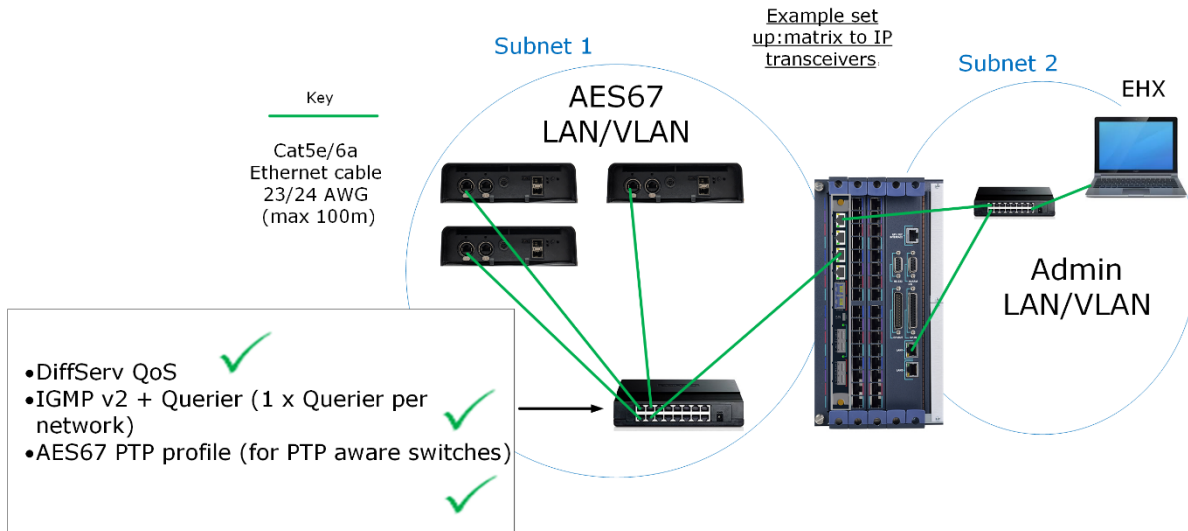 Example set
up:matrix to IP
transceivers
Subnet 1
Subnet 2
Key
AES67
LAN/VLAN
EHX
Cat5e/6a
Ethernet cable
23/24 AWG
(max 100m)
Admin
LAN/VLAN
•DiffServ QoS
•IGMP v2 + Querier (1 x Querier per
network)
•AES67 PTP profile (for PTP aware switches)